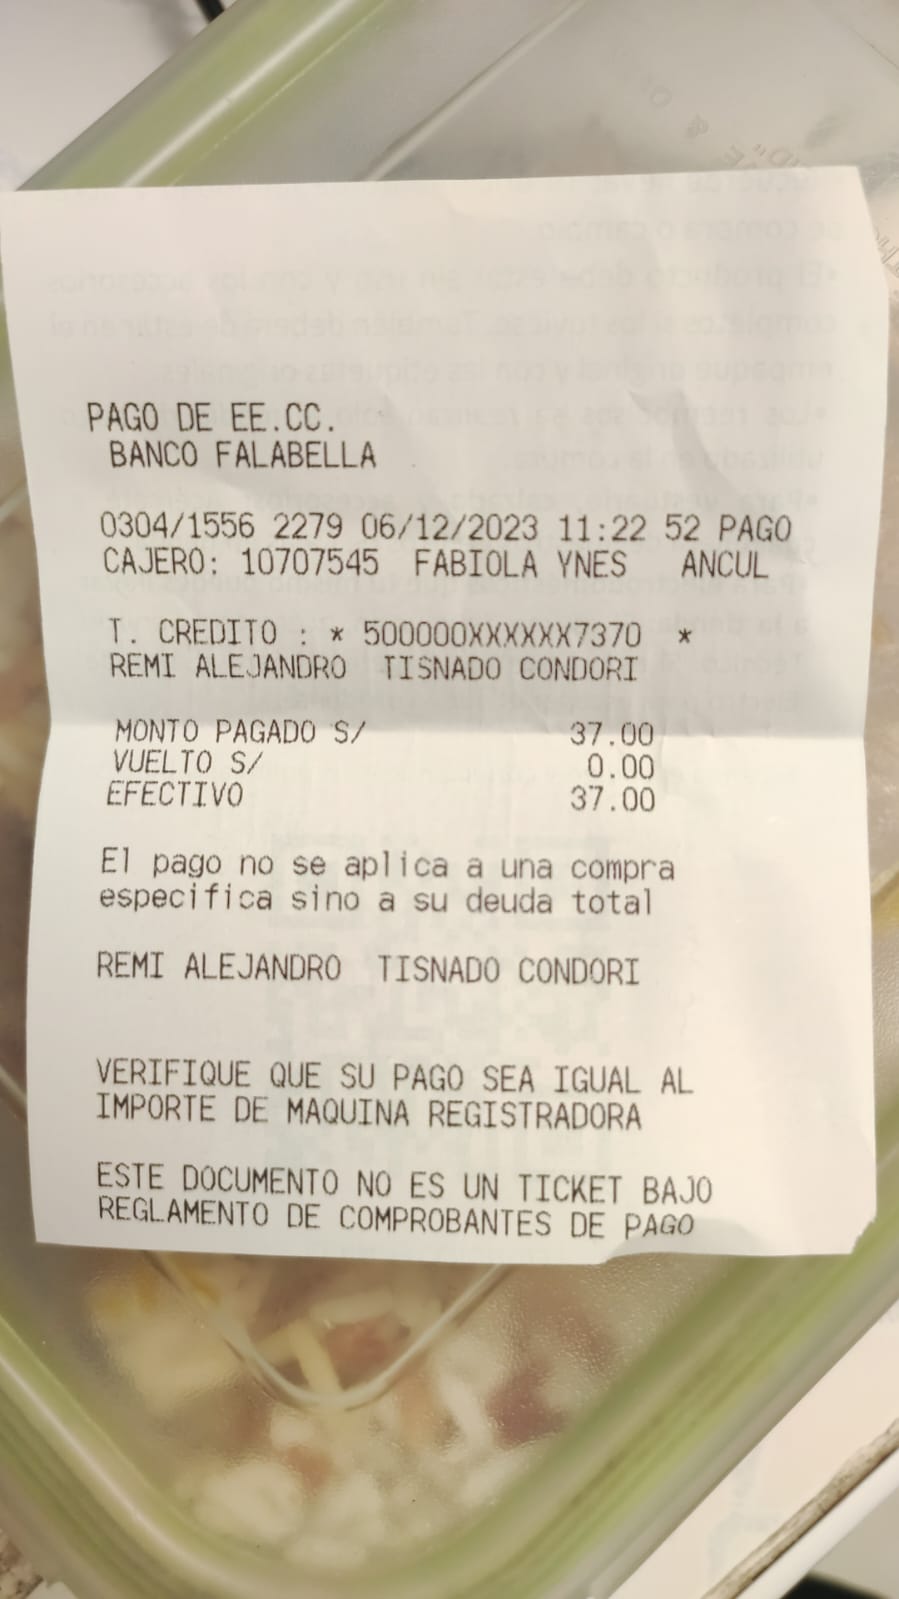 PAGO DE EE.CC.
BANCO FALABELLA
0304/1556 2279 06/12/2023 11:22 52 PAGO
CAJERO: 10707545 FABIOLA YNES ANCUL
T. CREDITO : * 500000XXXXXX7370 *
REMI ALEJANDRO TISNADO CONDORI
MONTO PAGADO S/ 37.00
VUELTO S/ 0.00
EFECTIVO 37.00
El pago no se aplica a una compra
especifica sino a su deuda total
REMI ALEJANDRO TISNADO CONDORI
VERIFIQUE QUE SU PAGO SEA IGUAL AL
IMPORTE DE MAQUINA REGISTRADORA
ESTE DOCUMENTO NO ES UN TICKET BAJO
REGLAMENTO DE COMPROBANTES DE PAGO